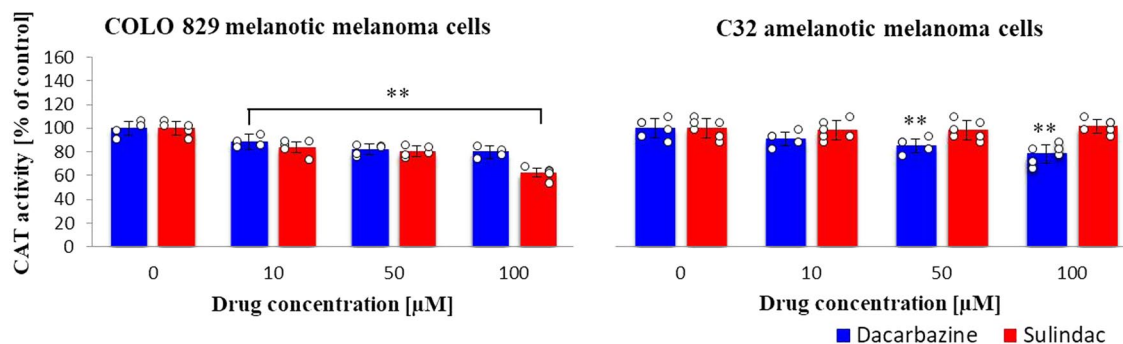 COLO 829 melanotic melanoma cells
C32 amelanotic melanoma cells
CAT activity [% of control]
160
140
120
100
80
60
40
20
0
**
**
**
0 10 50 100
0 10 50 100
Drug concentration [µM]
Drug concentration [µM]
Dacarbazine Sulindac